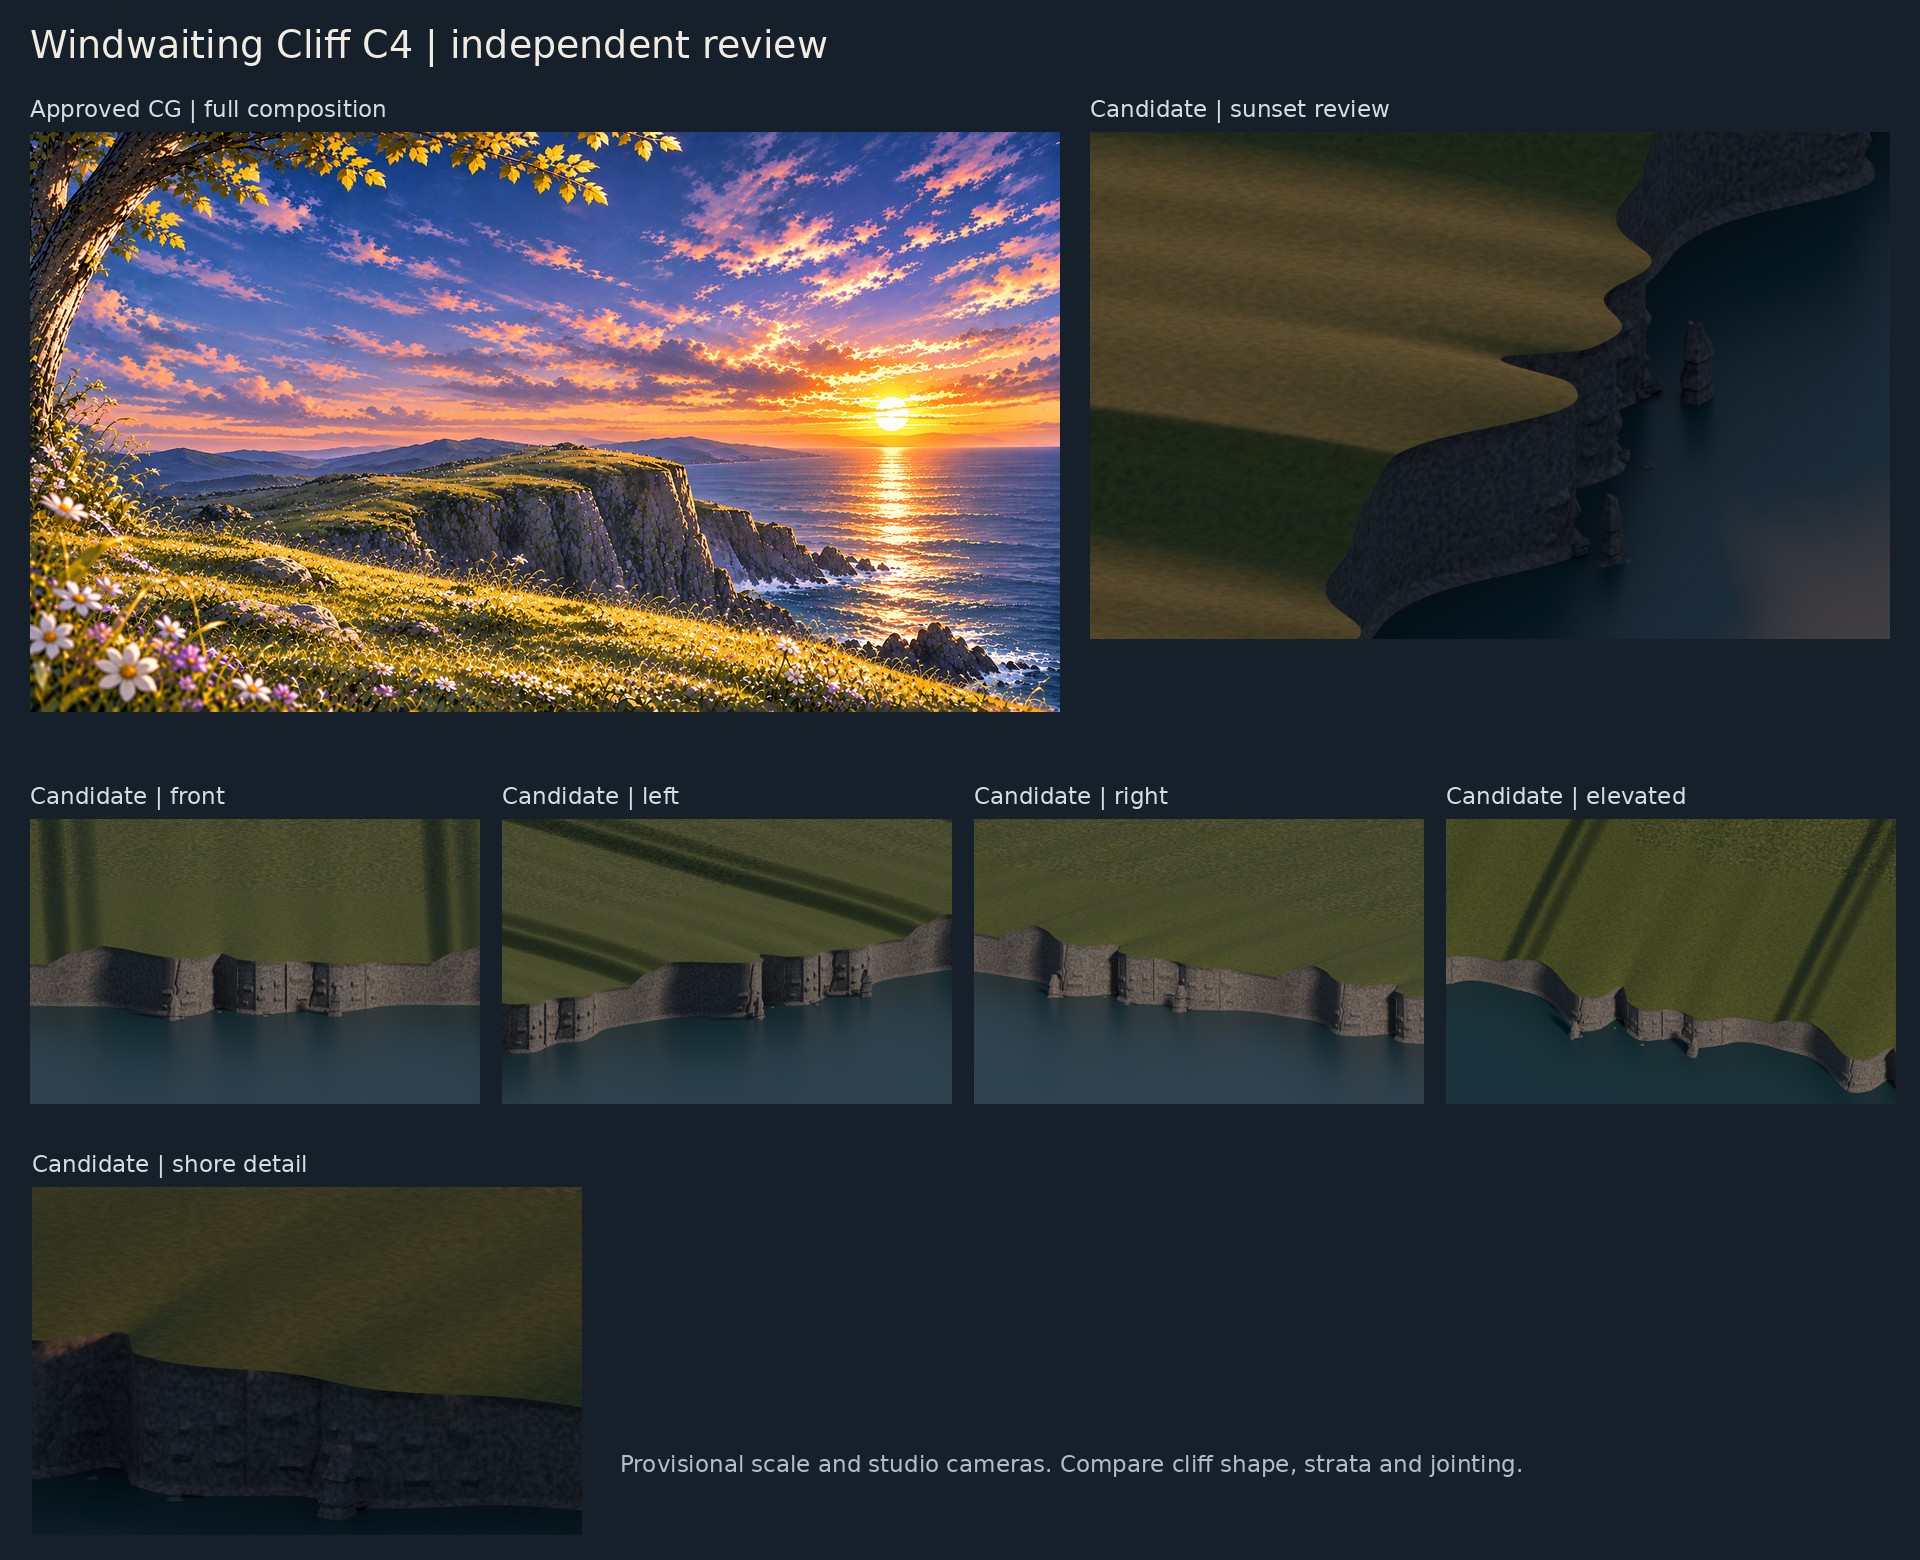 Windwaiting Cliff C4 | independent review
Approved CG | full composition
Candidate | sunset review
Candidate | front
Candidate | left
Candidate | right
Candidate | elevated
Candidate | shore detail
Provisional scale and studio cameras. Compare cliff shape, strata and jointing.